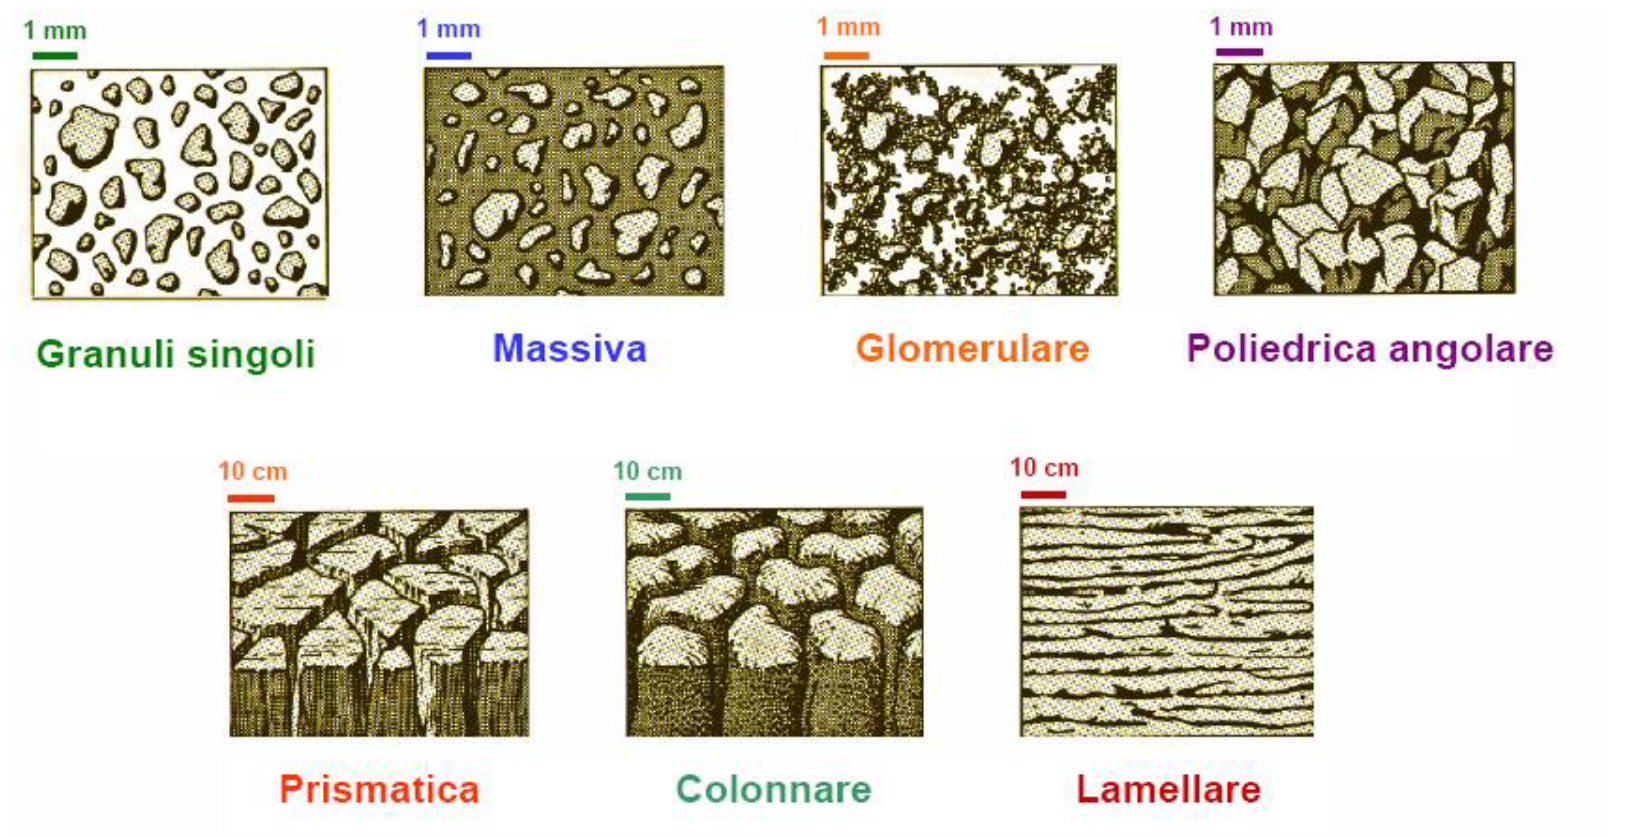 1 mm
1 mm
1 mm
1 mm
Granuli singoli
Massiva
Glomerulare
Poliedrica angolare
10 cm
10 cm
10 cm
Prismatica
Colonnare
Lamellare